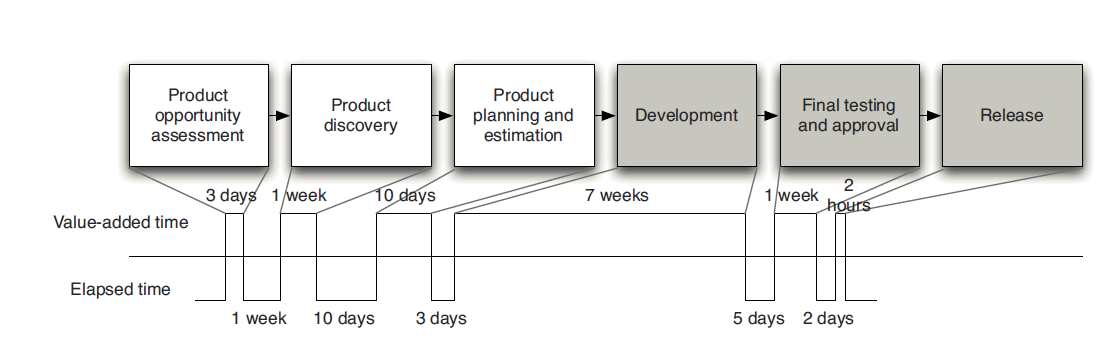 Product
opportunity
assessment
Product
discovery
Product
planning and
estimation
Development
Final testing
and approval
Release
3 days
1 week
10 days
7 weeks
1 week
2
hours
Value-added time
Elapsed time
1 week
10 days
3 days
5 days
2 days